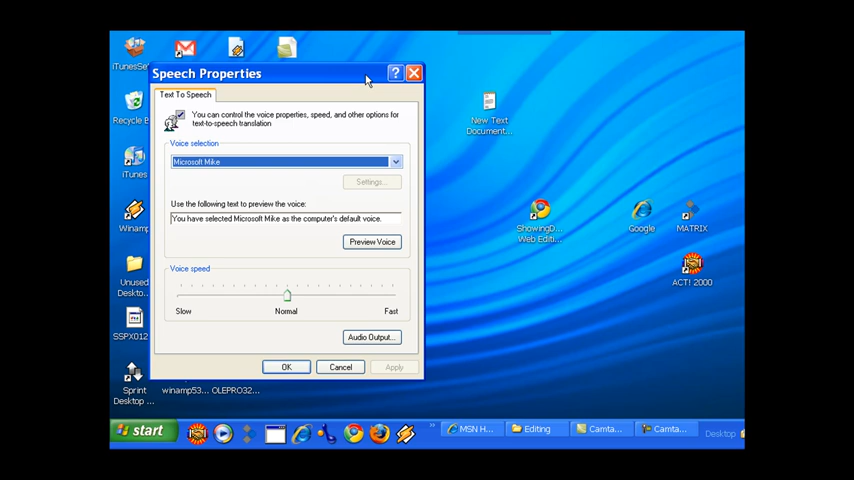 iTunesSe
Speech Properties
?
Text To Speech
You can control the voice properties, speed, and other options for
text-to-speech translation
Voice selection
Microsoft Mike
Settings...
Use the following text to preview the voice:
You have selected Microsoft Mike as the computer's default voice.
Preview Voice
Voice speed
Slow
Normal
Fast
Audio Output...
OK
Cancel
Apply
Recycle B
iTunes
Winamp
Unused
Deskto...
SSPX012
Sprint
Desktop ...
winamp53...
OLEPRO32...
New Text
Document...
ShowingD...
Web Editi...
Google
MATRIX
ACT! 2000
start
»
MSN H...
Editing
Camta...
Camta...
Desktop